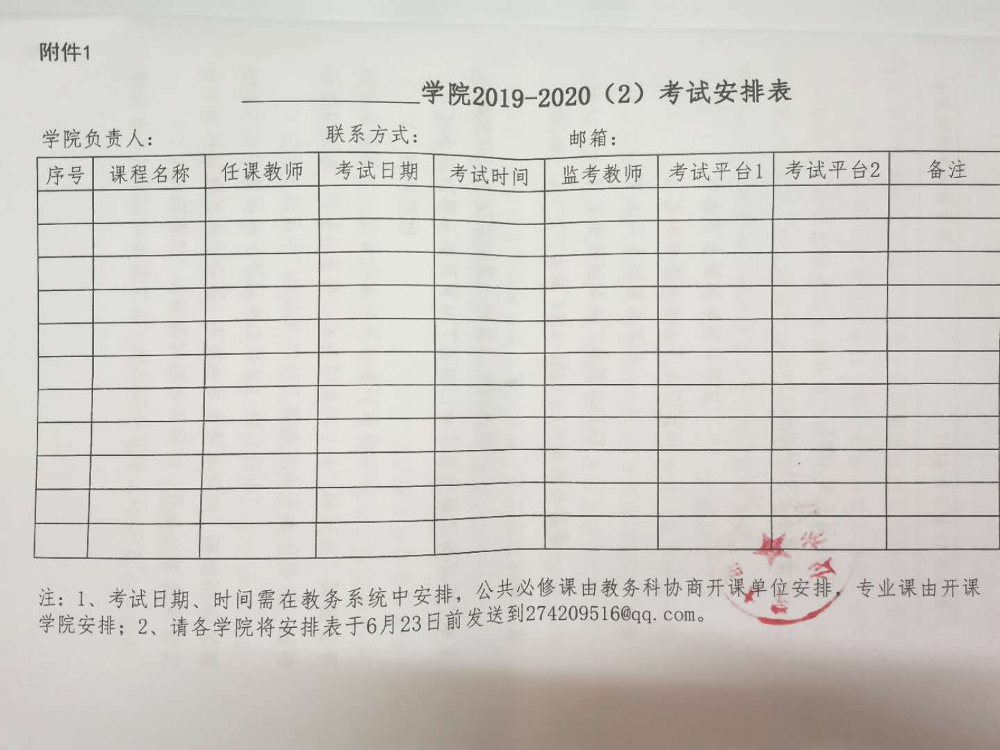 附件1
学院2019-2020（2）考试安排表
学院负责人： 联系方式： 邮箱：
序号 课程名称 任课教师 考试日期 考试时间 监考教师 考试平台1 考试平台2 备注
注：1、考试日期、时间需在教务系统中安排，公共必修课由教务科协商开课单位安排，专业课由开课
学院安排；2、请各学院将安排表于6月23日前发送到274209516@qq.com。